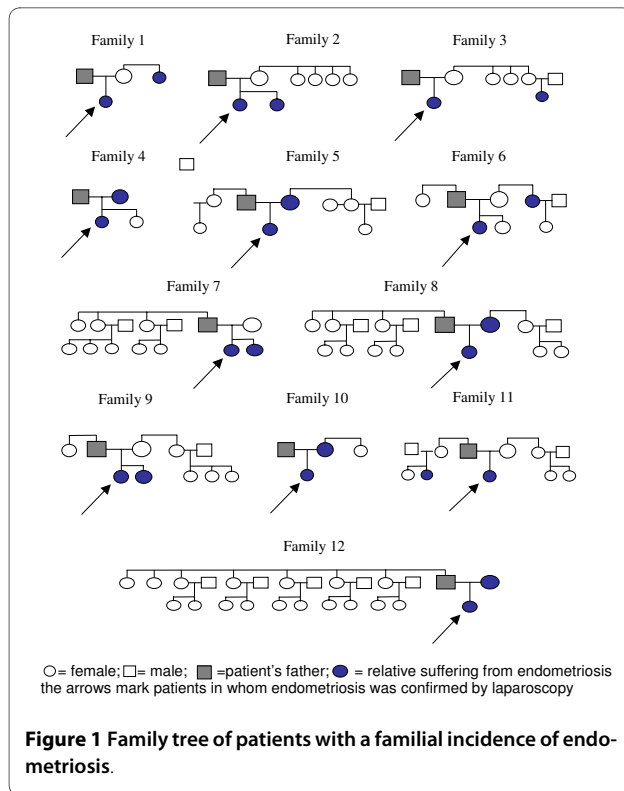 Family 1
Family 2
Family 3
Family 4
Family 5
Family 6
Family 7
Family 8
Family 9
Family 10
Family 11
Family 12
= female; = male; =patient's father; = relative suffering from endometriosis
the arrows mark patients in whom endometriosis was confirmed by laparoscopy
Figure 1 Family tree of patients with a familial incidence of endo-
metriosis.